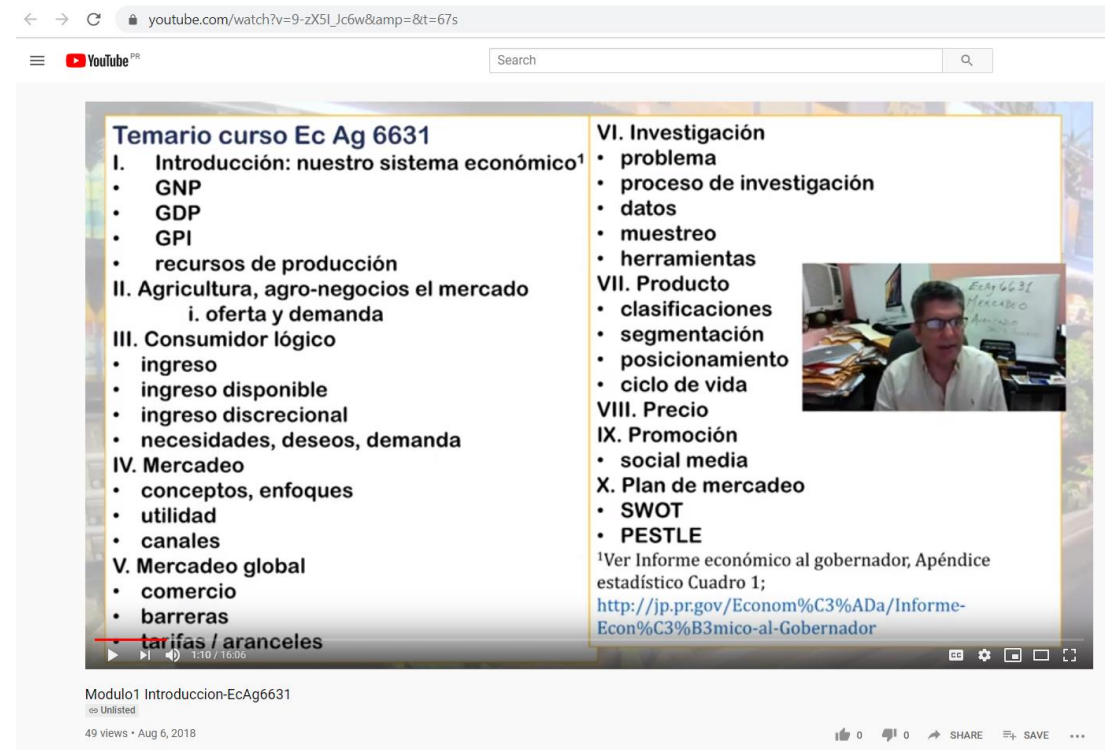 youtube.com/watch?v=9-zX5I_Jc6w&amp=&t=67s
YouTube PR
Search
Temario curso Ec Ag 6631
I. Introducción: nuestro sistema económico¹
• GNP
• GDP
• GPI
• recursos de producción
II. Agricultura, agro-negocios el mercado
i. oferta y demanda
III. Consumidor lógico
• ingreso
• ingreso disponible
• ingreso discrecional
• necesidades, deseos, demanda
IV. Mercadeo
• conceptos, enfoques
• utilidad
• canales
V. Mercadeo global
• comercio
• barreras
• tarifas / aranceles
VI. Investigación
• problema
• proceso de investigación
• datos
• muestreo
• herramientas
VII. Producto
• clasificaciones
• segmentación
• posicionamiento
• ciclo de vida
VIII. Precio
IX. Promoción
• social media
X. Plan de mercadeo
• SWOT
• PESTLE
¹Ver Informe económico al gobernador, Apéndice
estadístico Cuadro 1;
http://jp.pr.gov/Econom%C3%ADa/Informe-
Econ%C3%B3mico-al-Gobernador
EcAg 6631
Mercadeo
1:10 / 16:06
CC
Modulo1 Introduccion-EcAg6631
Unlisted
49 views • Aug 6, 2018
0
0
SHARE
SAVE